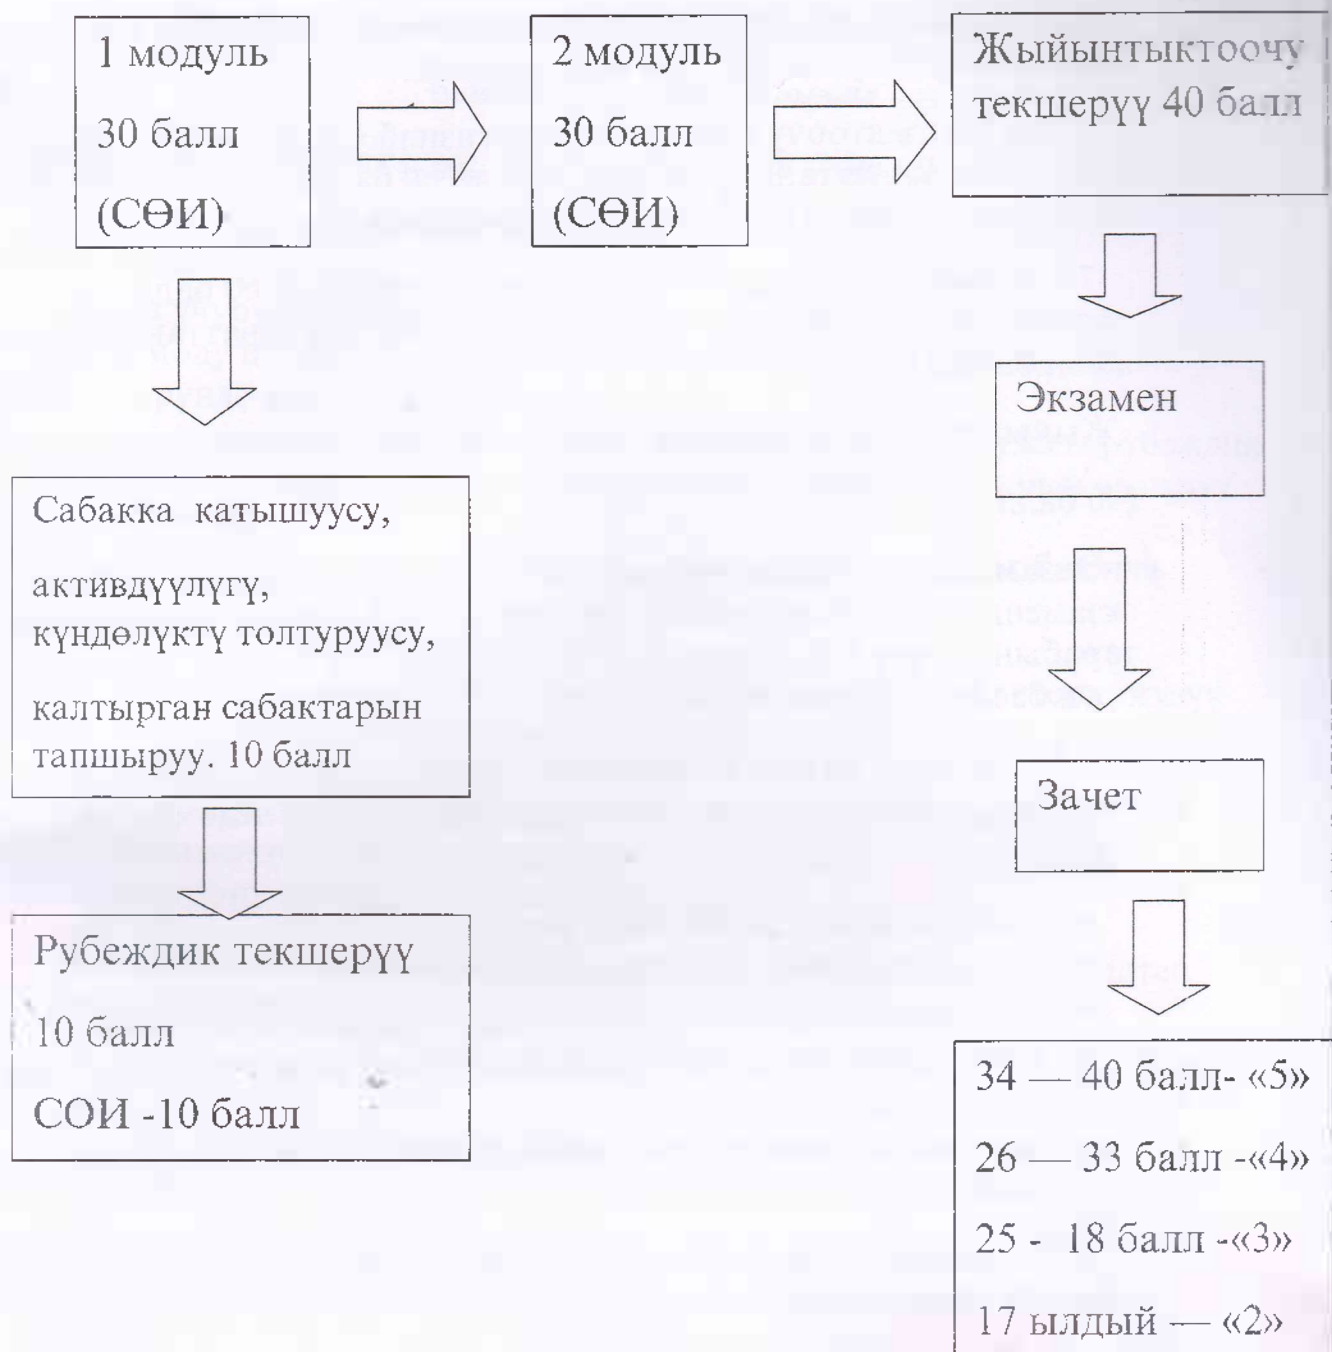 1 модуль
30 балл
(СӨИ)
2 модуль
30 балл
(СӨИ)
Жыйынтыктоочу
текшерүү 40 балл
Экзамен
Сабакка катышуусу,
активдүүлүгү,
күндөлүктү толтуруусу,
калтырган сабактарын
тапшыруу. 10 балл
Зачет
Рубеждик текшерүү
10 балл
СОИ -10 балл
34 — 40 балл- «5»
26 — 33 балл -«4»
25 - 18 балл -«3»
17 ылдый — «2»